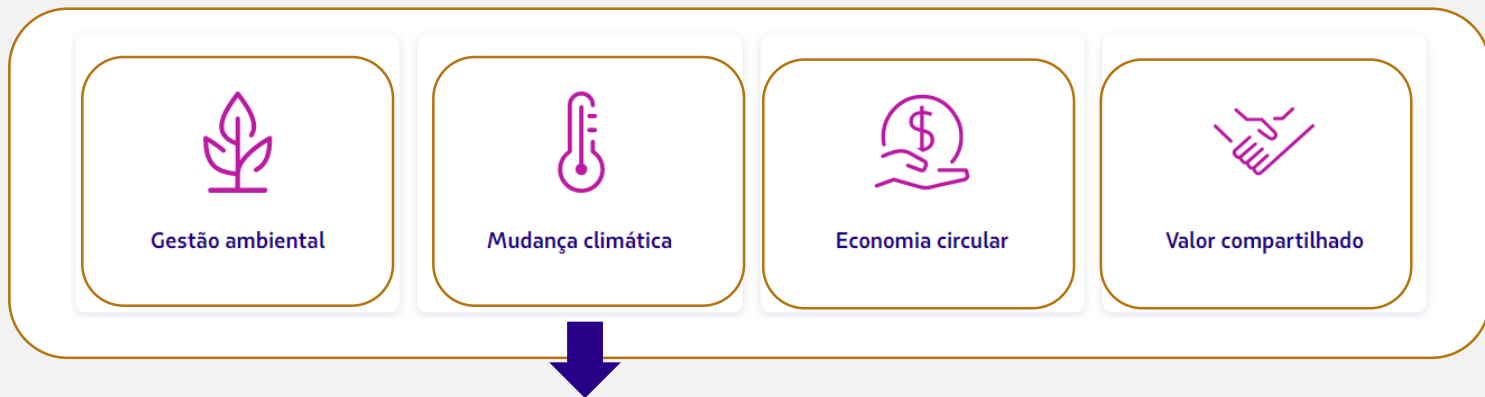 Gestão ambiental
Mudança climática
Economia circular
Valor compartilhado